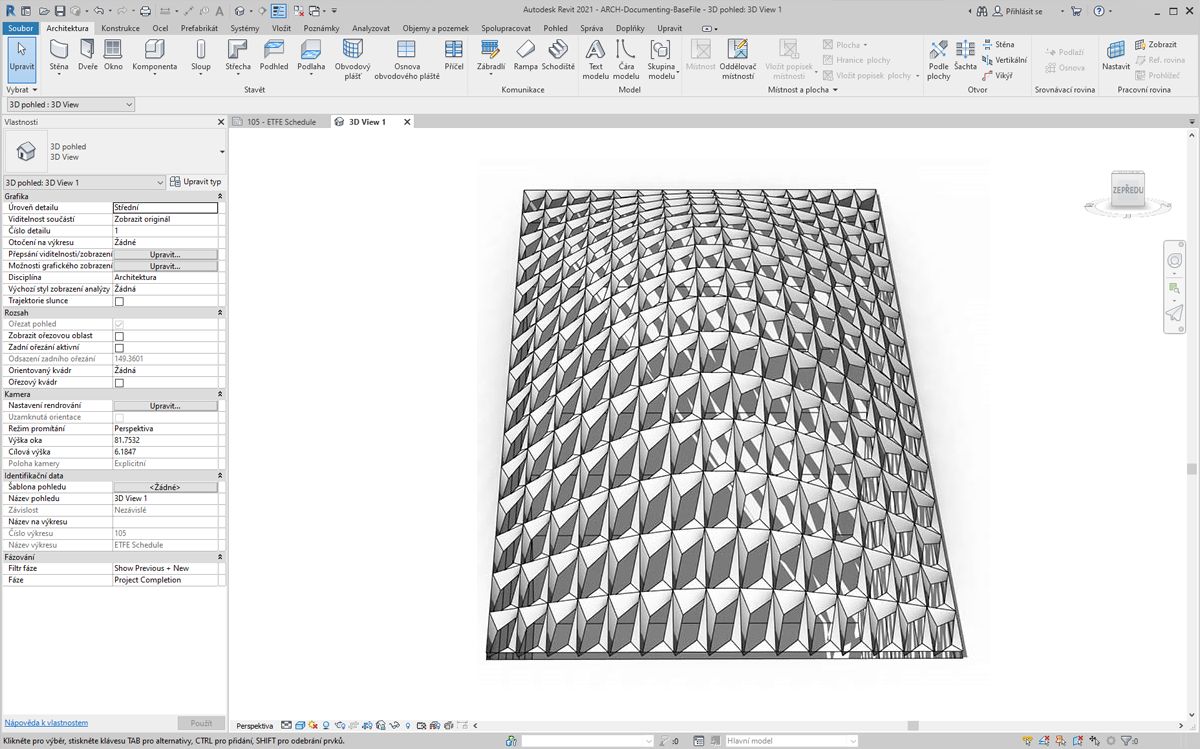 Autodesk Revit 2021 - ARCH-Documenting-BaseFile - 3D pohled: 3D View 1
Přihlásit se
Soubor Architektura Konstrukce Ocel Prefabrikát Systémy Vložit Poznámky Analyzovat Objemy a pozemek Spolupracovat Pohled Správa Doplňky Upravit
Upravit
Stěna
Dveře
Okno
Komponenta
Sloup
Střecha
Podhled
Podlaha
Obvodový plášť
Osnova obvodového pláště
Příčel
Zábradlí
Rampa
Schodiště
Text modelu
Čára modelu
Skupina modelu
Místnost
Oddělovač místností
Vložit popisek místnosti
Plocha
Hranice plochy
Vložit popisek plochy
Podle plochy
Šachta
Stěna
Vertikální
Vikýř
Podlaží
Osnova
Nastavit
Zobrazit
Ref. rovina
Prohlížeč
Vybrat
Stavět
Komunikace
Model
Místnost a plocha
Otvor
Srovnávací rovina
Pracovní rovina
3D pohled : 3D View
Vlastnosti
105 - ETFE Schedule
3D View 1
3D pohled
3D View
3D pohled: 3D View 1
Upravit typ
Grafika
Úroveň detailu Střední
Viditelnost součástí Zobrazit originál
Číslo detailu 1
Otočení na výkresu Žádné
Přepsání viditelnosti/zobrazení Upravit...
Možnosti grafického zobrazení Upravit...
Disciplína Architektura
Výchozí styl zobrazení analýzy Žádná
Trajektorie slunce
Rozsah
Ořezat pohled
Zobrazit ořezovou oblast
Zadní ořezání aktivní
Odsazení zadního ořezání 149.3601
Orientovaný kvádr Žádná
Ořezový kvádr
Kamera
Nastavení rendrování Upravit...
Uzamknutá orientace
Režim promítání Perspektiva
Výška oka 81.7532
Cílová výška 6.1847
Poloha kamery Explicitní
Identifikační data
Šablona pohledu <Žádné>
Název pohledu 3D View 1
Závislost Nezávislé
Název na výkresu
Číslo výkresu 105
Název výkresu ETFE Schedule
Fázování
Filtr fáze Show Previous + New
Fáze Project Completion
ZEPŘEDU
Nápověda k vlastnostem
Použít
Perspektiva
Klikněte pro výběr, stiskněte klávesu TAB pro alternativy, CTRL pro přidání, SHIFT pro odebrání prvků.
:0
Hlavní model
:0